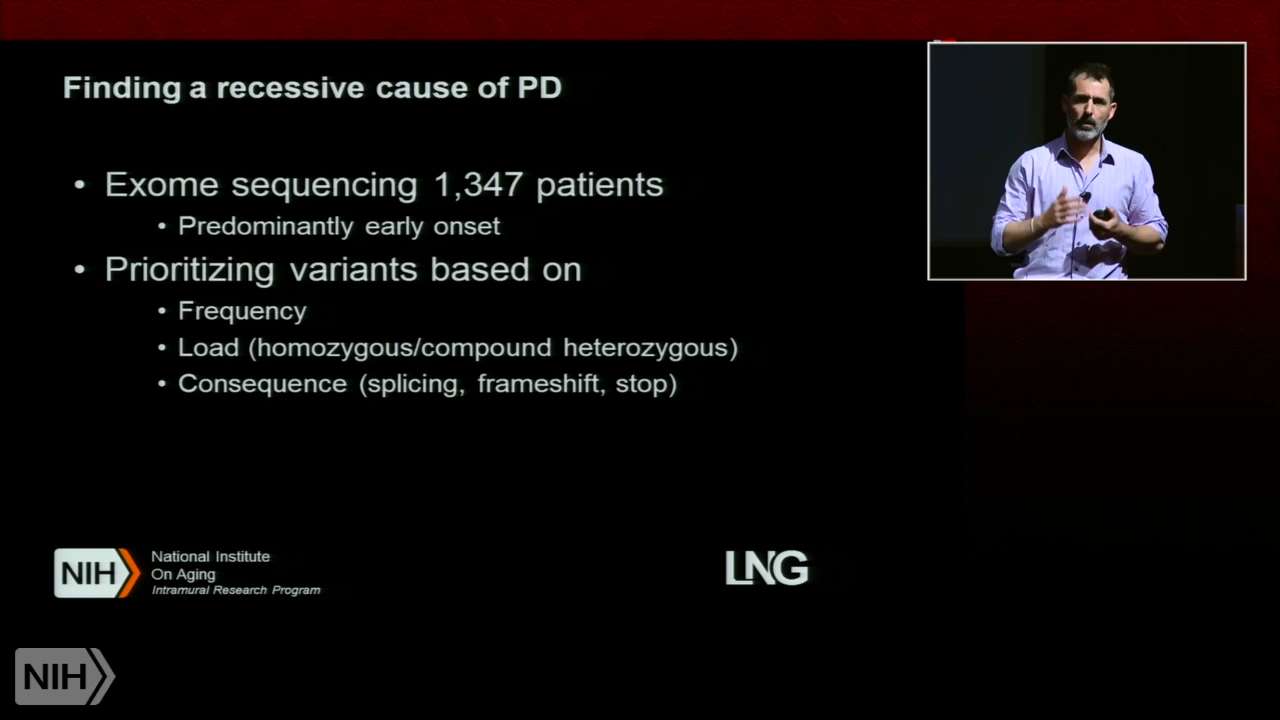 Finding a recessive cause of PD
• Exome sequencing 1,347 patients
• Predominantly early onset
• Prioritizing variants based on
• Frequency
• Load (homozygous/compound heterozygous)
• Consequence (splicing, frameshift, stop)
NIH
National Institute
On Aging
Intramural Research Program
LNG
NIH